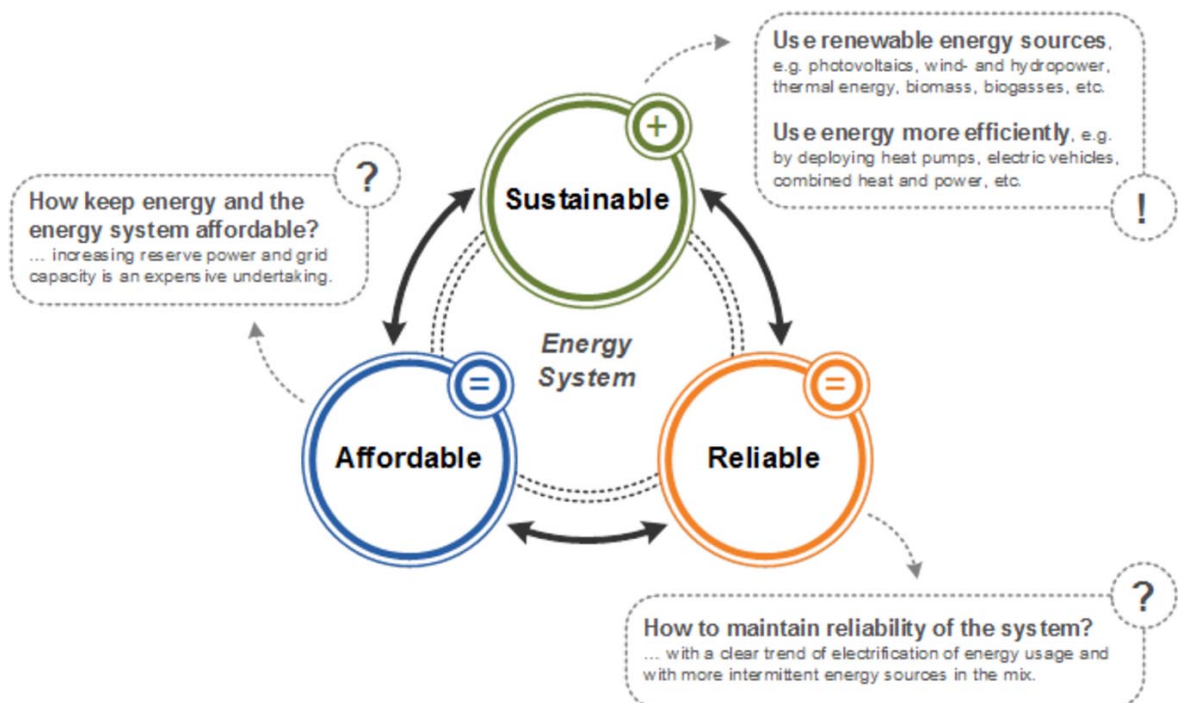 Use renewable energy sources,
e.g. photovoltaics, wind- and hydropower,
thermal energy, biomass, biogasses, etc.
Use energy more efficiently, e.g.
by deploying heat pumps, electric vehicles,
combined heat and power, etc.
!
+
Sustainable
?
How keep energy and the
energy system affordable?
... increasing reserve power and grid
capacity is an expensive undertaking.
Energy
System
=
Affordable
=
Reliable
?
How to maintain reliability of the system?
... with a clear trend of electrification of energy usage and
with more intermittent energy sources in the mix.